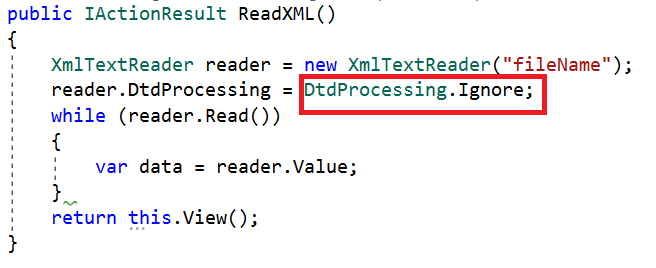 public IActionResult ReadXML()
{
XmlTextReader reader = new XmlTextReader("fileName");
reader.DtdProcessing = DtdProcessing.Ignore;
while (reader.Read())
{
var data = reader.Value;
}
return this.View();
}